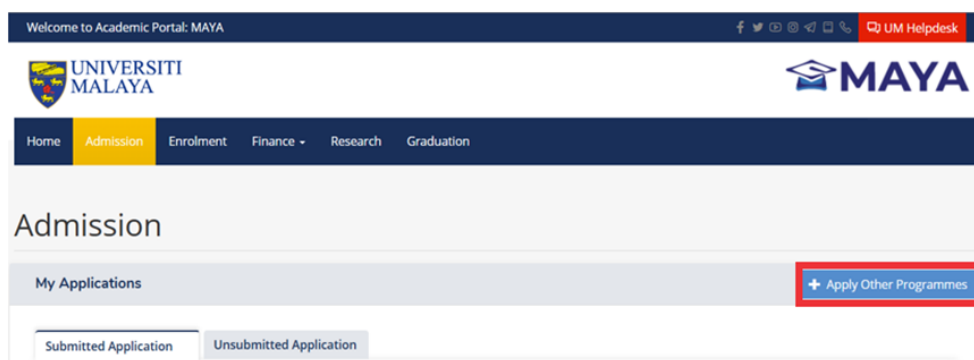 Welcome to Academic Portal: MAYA UM Helpdesk
UNIVERSITI
MALAYA
MAYA
Home Admission Enrolment Finance Research Graduation
Admission
My Applications + Apply Other Programmes
Submitted Application Unsubmitted Application